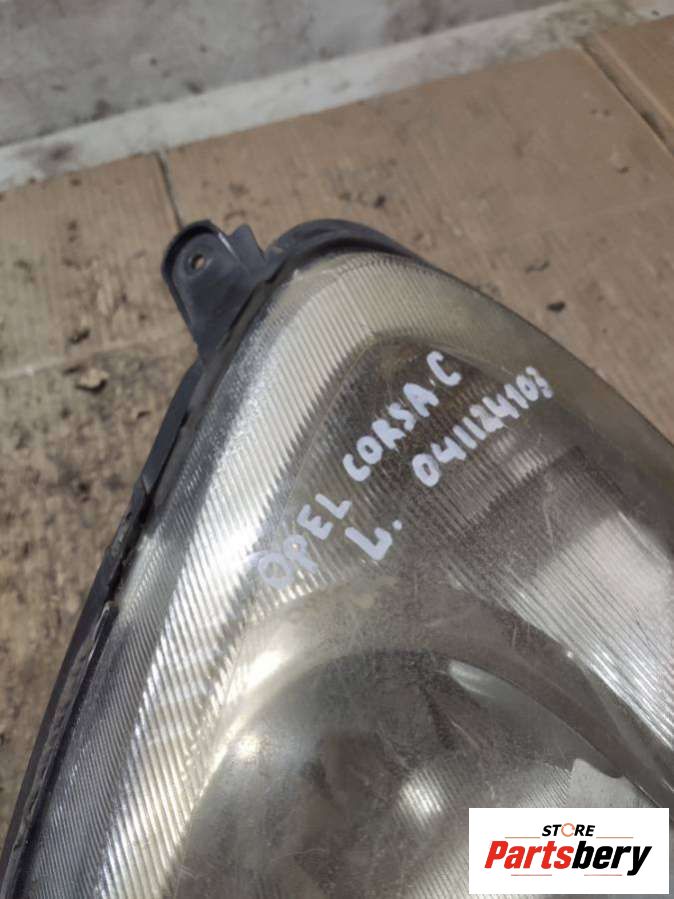 OPEL CORSA C
L. 041124103
STORE
Partsbery